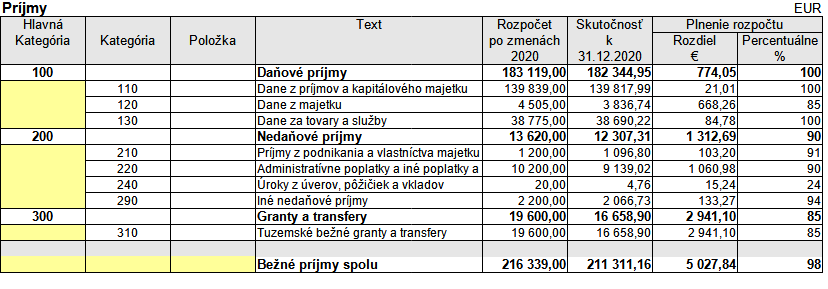 Príjmy EUR
Hlavná Kategória Kategória Položka Text Rozpočet po zmenách 2020 Skutočnosť k 31.12.2020 Plnenie rozpočtu
Rozdiel € Percentuálne %
100 Daňové príjmy 183 119,00 182 344,95 774,05 100
110 Dane z príjmov a kapitálového majetku 139 839,00 139 817,99 21,01 100
120 Dane z majetku 4 505,00 3 836,74 668,26 85
130 Dane za tovary a služby 38 775,00 38 690,22 84,78 100
200 Nedaňové príjmy 13 620,00 12 307,31 1 312,69 90
210 Príjmy z podnikania a vlastníctva majetku 1 200,00 1 096,80 103,20 91
220 Administratívne poplatky a iné poplatky a 10 200,00 9 139,02 1 060,98 90
240 Úroky z úverov, pôžičiek a vkladov 20,00 4,76 15,24 24
290 Iné nedaňové príjmy 2 200,00 2 066,73 133,27 94
300 Granty a transfery 19 600,00 16 658,90 2 941,10 85
310 Tuzemské bežné granty a transfery 19 600,00 16 658,90 2 941,10 85
Bežné príjmy spolu 216 339,00 211 311,16 5 027,84 98